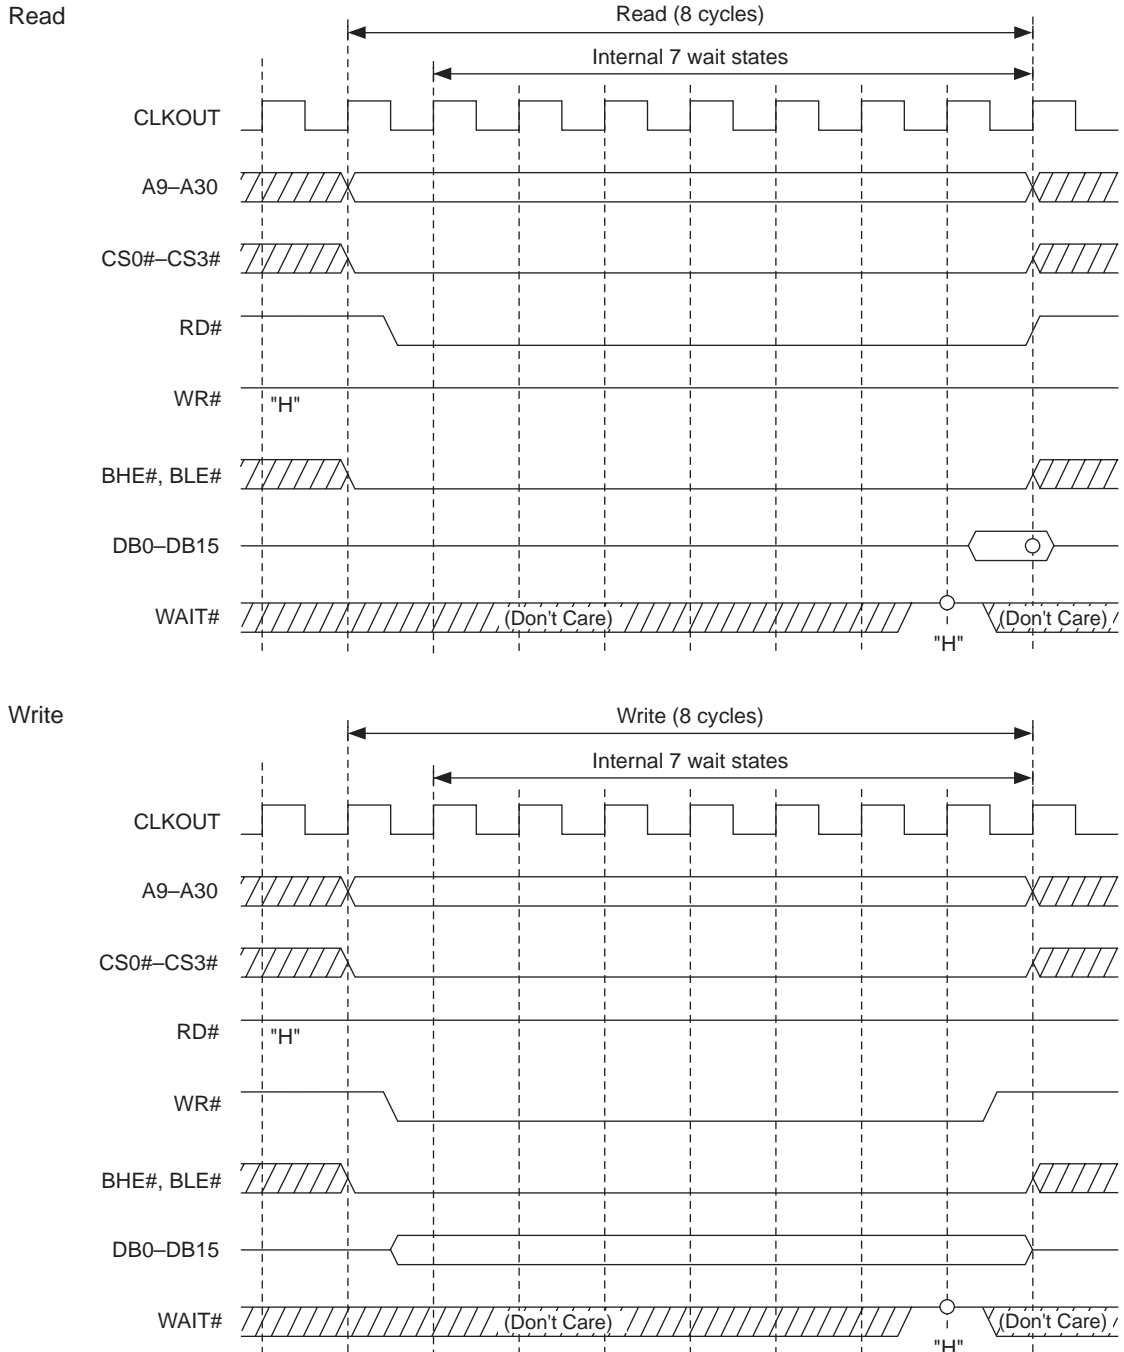 Read
Read (8 cycles)
Internal 7 wait states
CLKOUT
A9–A30
CS0#–CS3#
RD#
WR#
"H"
BHE#, BLE#
DB0–DB15
WAIT#
(Don't Care)
(Don't Care)
"H"
Write
Write (8 cycles)
Internal 7 wait states
CLKOUT
A9–A30
CS0#–CS3#
RD#
"H"
WR#
BHE#, BLE#
DB0–DB15
WAIT#
(Don't Care)
(Don't Care)
"H"